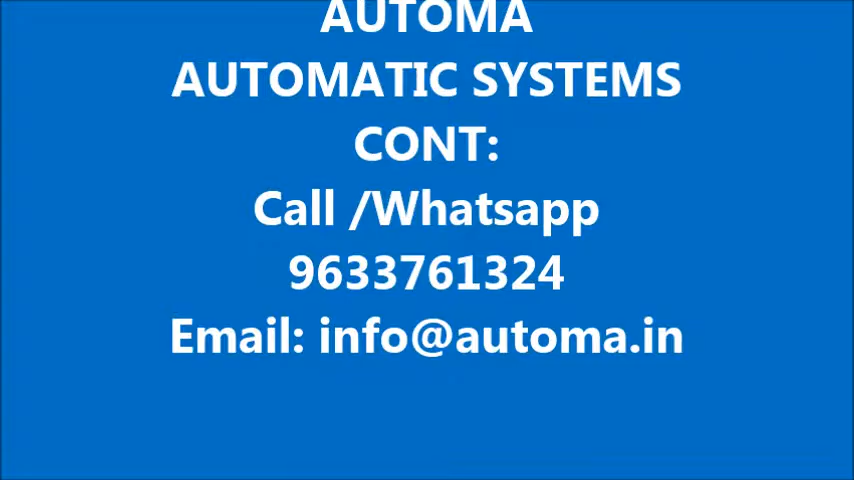 AUTOMA
AUTOMATIC SYSTEMS
CONT:
Call /Whatsapp
9633761324
Email: info@automa.in